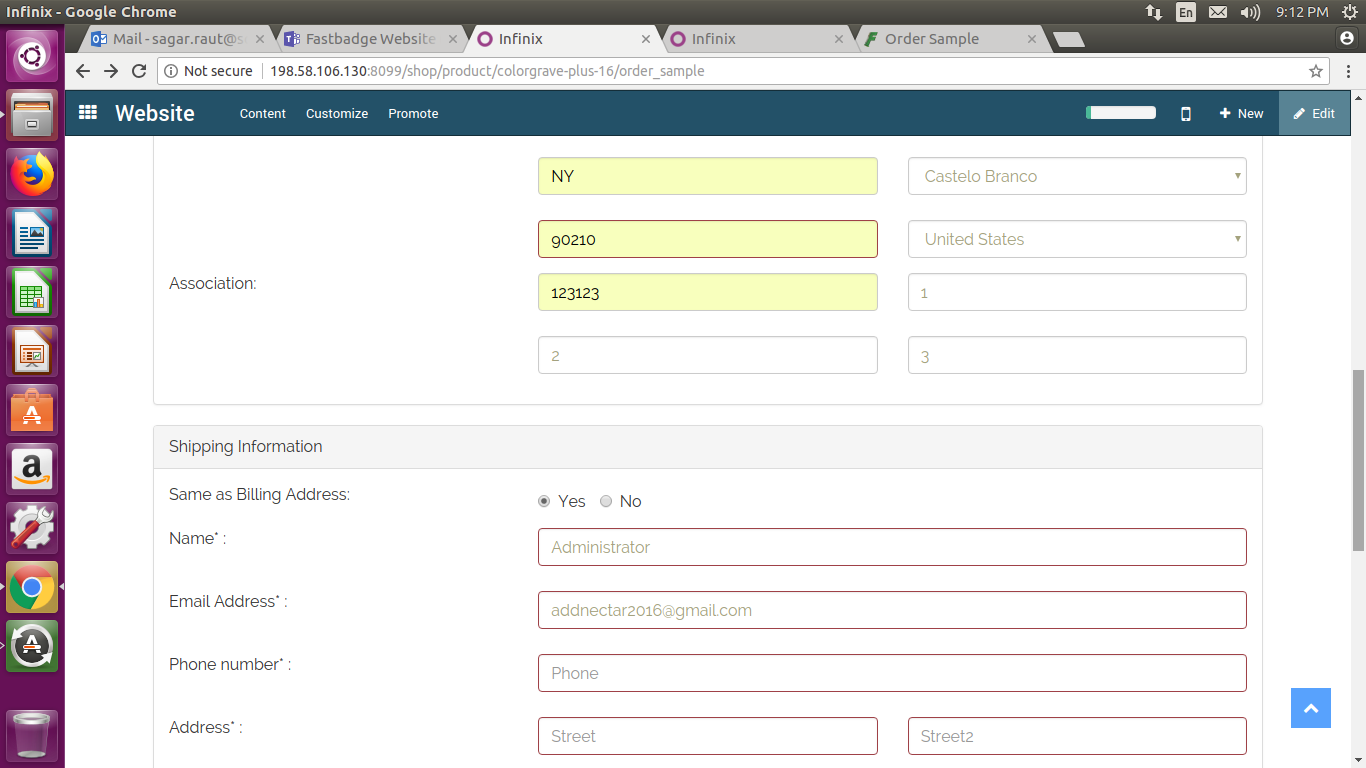 Infinix - Google Chrome
En
9:12 PM
Mail - sagar.raut@s
Fastbadge Website
Infinix
Infinix
Order Sample
Not secure
198.58.106.130:8099/shop/product/colorgrave-plus-16/order_sample
Website
Content
Customize
Promote
New
Edit
NY
Castelo Branco
90210
United States
Association:
123123
1
2
3
Shipping Information
Same as Billing Address:
Yes
No
Name* :
Administrator
Email Address* :
addnectar2016@gmail.com
Phone number* :
Phone
Address* :
Street
Street2